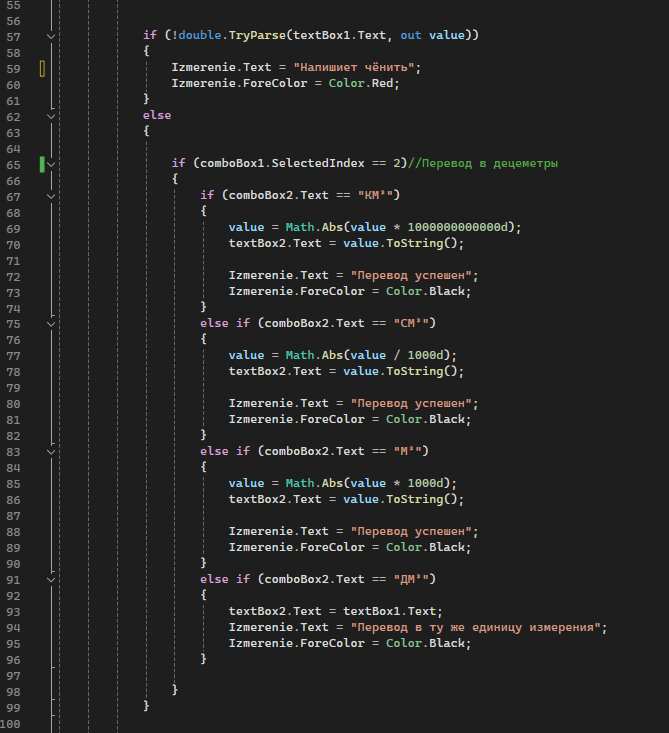 55
56
57 if (!double.TryParse(textBox1.Text, out value))
58 {
59 Izmerenie.Text = "Напишиет чёнить";
60 Izmerenie.ForeColor = Color.Red;
61 }
62 else
63 {
64
65 if (comboBox1.SelectedIndex == 2)//Перевод в децеметры
66 {
67 if (comboBox2.Text == "КМ³")
68 {
69 value = Math.Abs(value * 1000000000000d);
70 textBox2.Text = value.ToString();
71
72 Izmerenie.Text = "Перевод успешен";
73 Izmerenie.ForeColor = Color.Black;
74 }
75 else if (comboBox2.Text == "СМ³")
76 {
77 value = Math.Abs(value / 1000d);
78 textBox2.Text = value.ToString();
79
80 Izmerenie.Text = "Перевод успешен";
81 Izmerenie.ForeColor = Color.Black;
82 }
83 else if (comboBox2.Text == "М³")
84 {
85 value = Math.Abs(value * 1000d);
86 textBox2.Text = value.ToString();
87
88 Izmerenie.Text = "Перевод успешен";
89 Izmerenie.ForeColor = Color.Black;
90 }
91 else if (comboBox2.Text == "ДМ³")
92 {
93 textBox2.Text = textBox1.Text;
94 Izmerenie.Text = "Перевод в ту же единицу измерения";
95 Izmerenie.ForeColor = Color.Black;
96 }
97
98 }
99 }
100